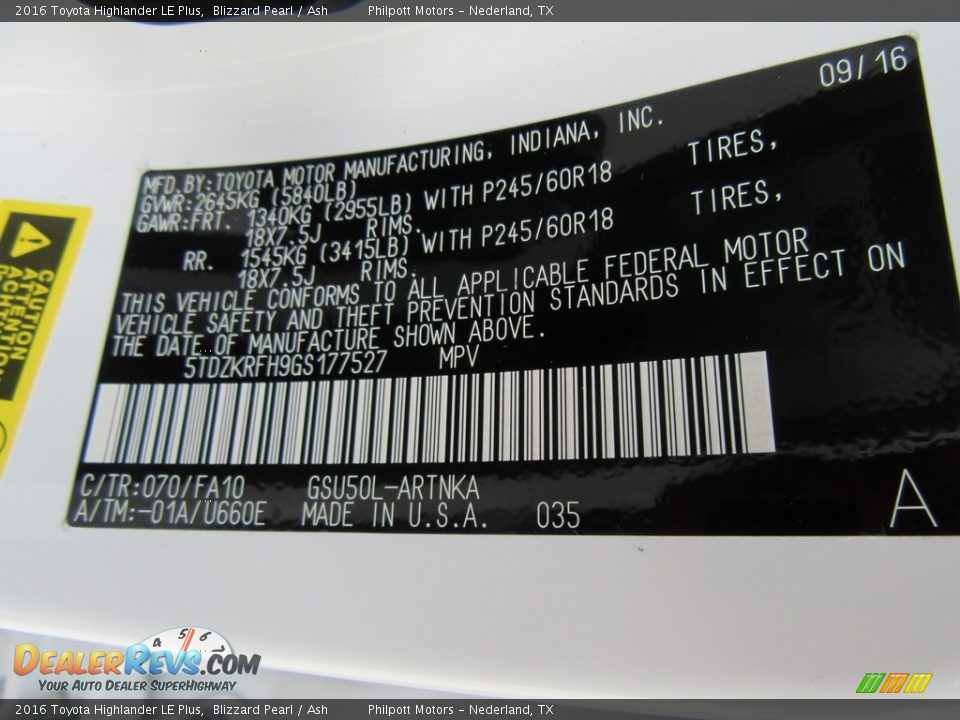 2016 Toyota Highlander LE Plus, Blizzard Pearl / Ash Philpott Motors - Nederland, TX
09/16
MFD.BY:TOYOTA MOTOR MANUFACTURING, INDIANA, INC.
GVWR:2645KG (5840LB)
GAWR:FRT. 1340KG (2955LB) WITH P245/60R18 TIRES,
18X7.5J RIMS.
RR. 1545KG (3415LB) WITH P245/60R18 TIRES,
18X7.5J RIMS.
THIS VEHICLE CONFORMS TO ALL APPLICABLE FEDERAL MOTOR
VEHICLE SAFETY AND THEFT PREVENTION STANDARDS IN EFFECT ON
THE DATE OF MANUFACTURE SHOWN ABOVE.
5TDZKRFH9GS177527 MPV
C/TR:070/FA10 GSU50L-ARTNKA
A/TM:-01A/U660E MADE IN U.S.A. 035
A
CAUTION
ATTENTION
4 5 6 7
DEALERREVS.COM
YOUR AUTO DEALER SUPERHIGHWAY
2016 Toyota Highlander LE Plus, Blizzard Pearl / Ash Philpott Motors - Nederland, TX